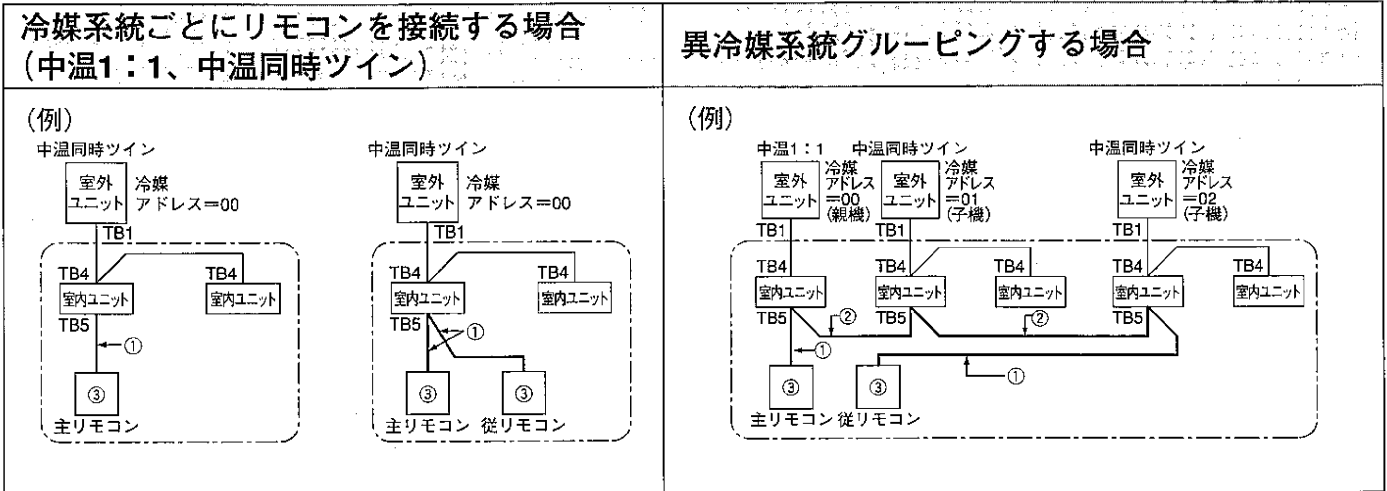 冷媒系統ごとにリモコンを接続する場合
(中温1:1、中温同時ツイン)
(例)
中温同時ツイン
室外
ユニット
冷媒
アドレス=00
TB1
TB4
TB4
室内ユニット
室内ユニット
TB5
①
③
主リモコン
中温同時ツイン
室外
ユニット
冷媒
アドレス=00
TB1
TB4
TB4
室内ユニット
室内ユニット
TB5
①
③
③
主リモコン 従リモコン
異冷媒系統グルーピングする場合
(例)
中温1:1
中温同時ツイン
中温同時ツイン
室外
ユニット
冷媒
アドレス
=00
(親機)
室外
ユニット
冷媒
アドレス
=01
(子機)
室外
ユニット
冷媒
アドレス
=02
(子機)
TB1
TB1
TB1
TB4
TB4
TB4
TB4
TB4
室内ユニット
室内ユニット
室内ユニット
室内ユニット
室内ユニット
TB5
②
TB5
②
TB5
①
①
③
③
主リモコン 従リモコン